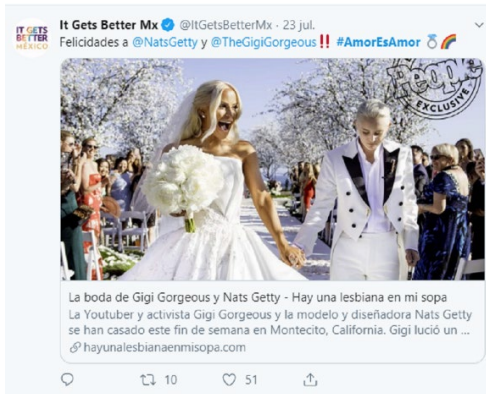 IT GETS BETTER MÉXICO
It Gets Better Mx @ItGetsBetterMx · 23 jul.
Felicidades a @NatsGetty y @TheGigiGorgeous‼️ #AmorEsAmor 💍🏳️‍🌈
People
EXCLUSIVE
La boda de Gigi Gorgeous y Nats Getty - Hay una lesbiana en mi sopa
La Youtuber y activista Gigi Gorgeous y la modelo y diseñadora Nats Getty
se han casado este fin de semana en Montecito, California. Gigi lució un ...
hayunalesbianaenmisopa.com
10
51